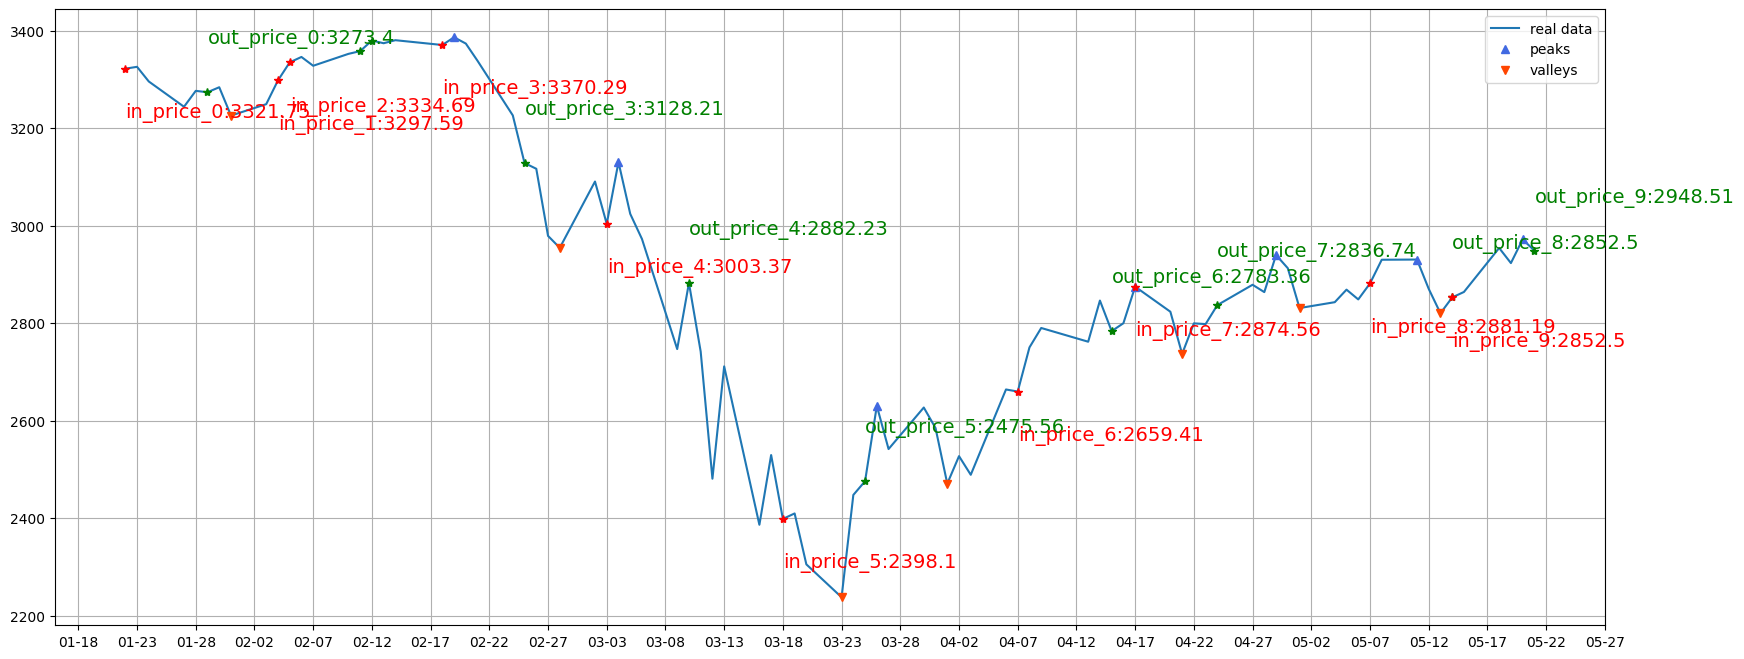 real data
peaks
valleys
3400
3200
3000
2800
2600
2400
2200
out_price_0:3273.4
in_price_0:3321.75
in_price_2:3334.69
in_price_1:3297.59
in_price_3:3370.29
out_price_3:3128.21
out_price_4:2882.23
in_price_4:3003.37
in_price_5:2398.1
out_price_5:2475.56
in_price_6:2659.41
out_price_6:2783.36
in_price_7:2874.56
out_price_7:2836.74
in_price_8:2881.19
out_price_8:2852.5
in_price_9:2852.5
out_price_9:2948.51
01-18
01-23
01-28
02-02
02-07
02-12
02-17
02-22
02-27
03-03
03-08
03-13
03-18
03-23
03-28
04-02
04-07
04-12
04-17
04-22
04-27
05-02
05-07
05-12
05-17
05-22
05-27